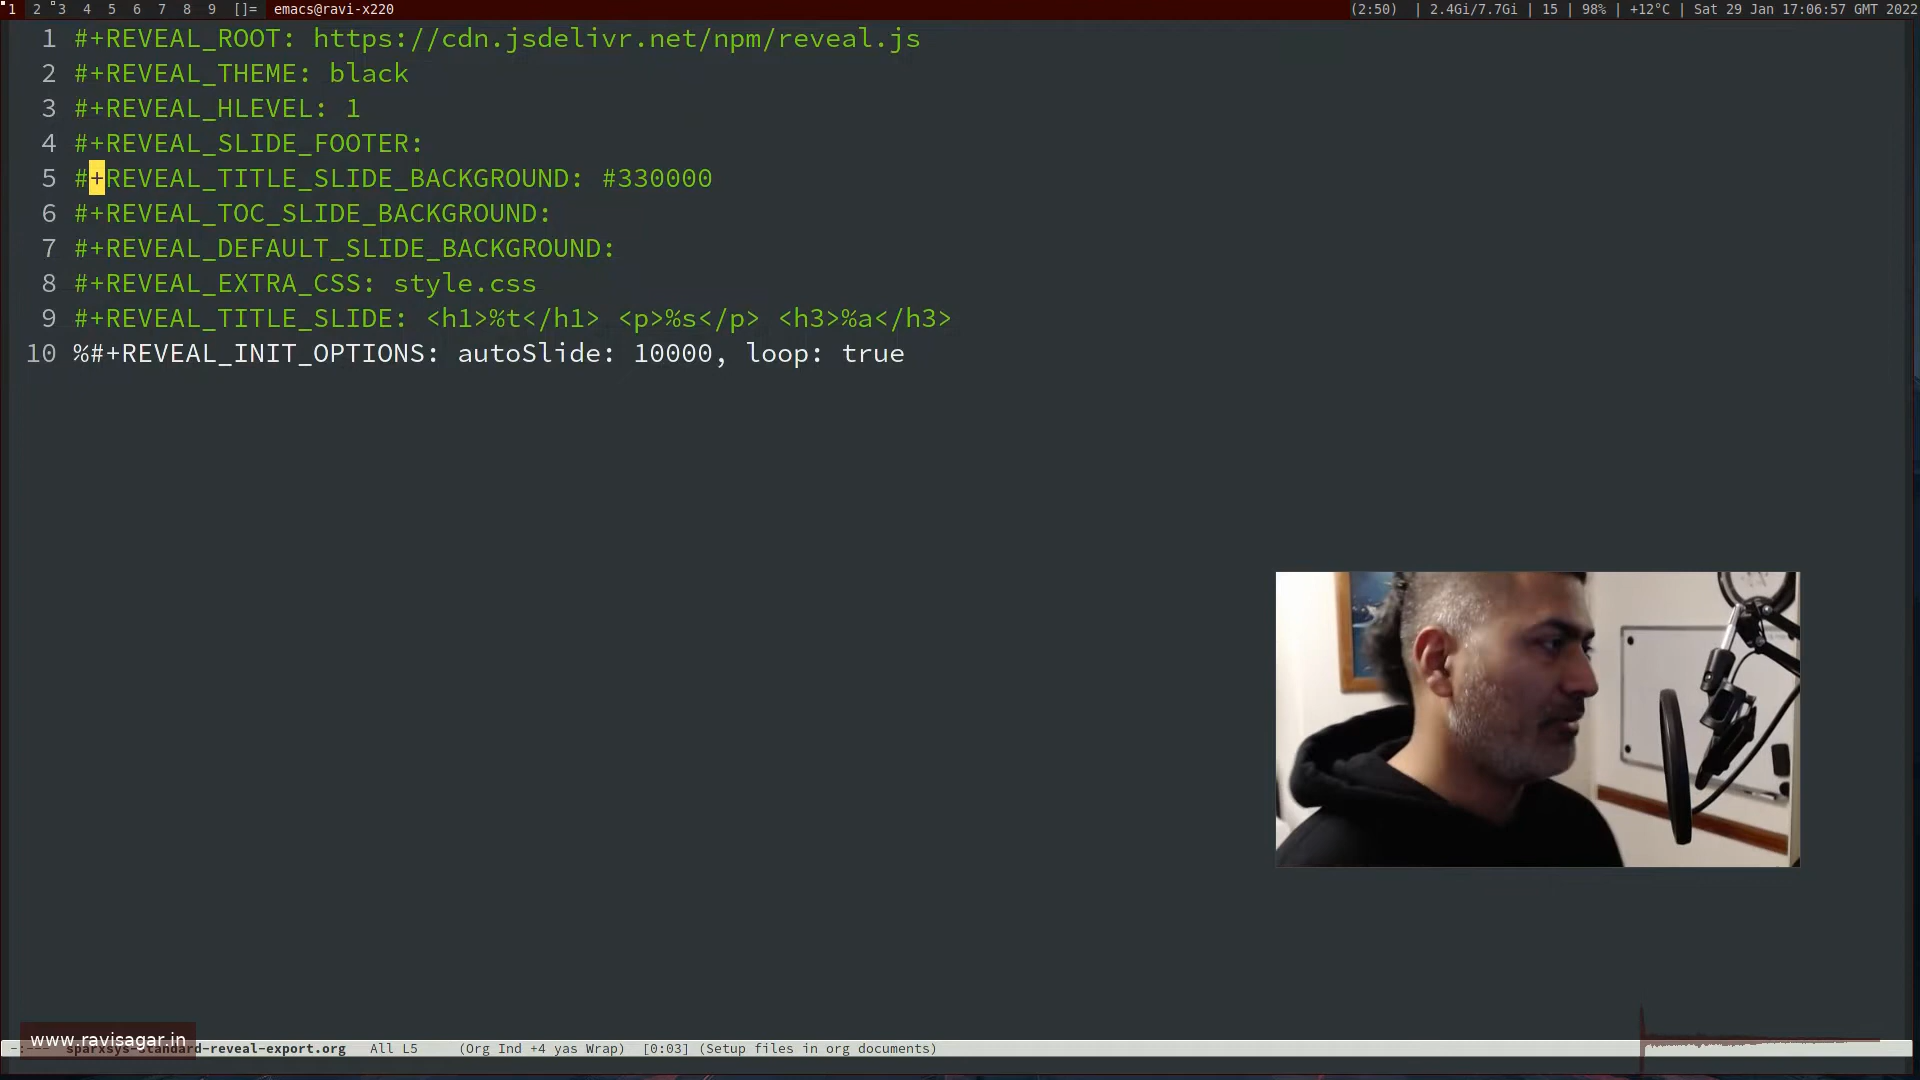 1 2 3 4 5 6 7 8 9 []= emacs@ravi-x220 (2:50) | 2.4Gi/7.7Gi | 15 | 98% | +12°C | Sat 29 Jan 17:06:57 GMT 2022
1 #+REVEAL_ROOT: https://cdn.jsdelivr.net/npm/reveal.js
2 #+REVEAL_THEME: black
3 #+REVEAL_HLEVEL: 1
4 #+REVEAL_SLIDE_FOOTER:
5 #+REVEAL_TITLE_SLIDE_BACKGROUND: #330000
6 #+REVEAL_TOC_SLIDE_BACKGROUND:
7 #+REVEAL_DEFAULT_SLIDE_BACKGROUND:
8 #+REVEAL_EXTRA_CSS: style.css
9 #+REVEAL_TITLE_SLIDE: <h1>%t</h1> <p>%s</p> <h3>%a</h3>
10 %#+REVEAL_INIT_OPTIONS: autoSlide: 10000, loop: true
www.ravisagar.in
-:--- sparxsys-standard-reveal-export.org All L5 (Org Ind +4 yas Wrap) [0:03] (Setup files in org documents)